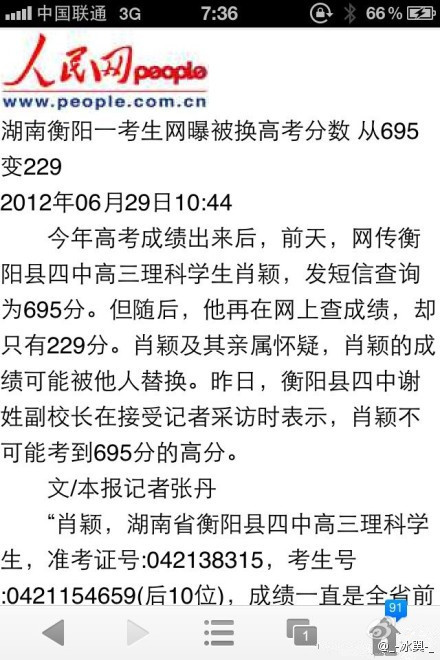 中国联通 3G 7:36 66%
人民网 people
www.people.com.cn
湖南衡阳一考生网曝被换高考分数 从695
变229
2012年06月29日10:44
今年高考成绩出来后，前天，网传衡
阳县四中高三理科学生肖颖，发短信查询
为695分。但随后，他再在网上查成绩，却
只有229分。肖颖及其亲属怀疑，肖颖的成
绩可能被他人替换。昨日，衡阳县四中谢
姓副校长在接受记者采访时表示，肖颖不
可能考到695分的高分。
文/本报记者张丹
“肖颖，湖南省衡阳县四中高三理科学
生，准考证号:042138315，考生号
:0421154659(后10位)，成绩一直是全省前
91
1
@_-冰翼-_